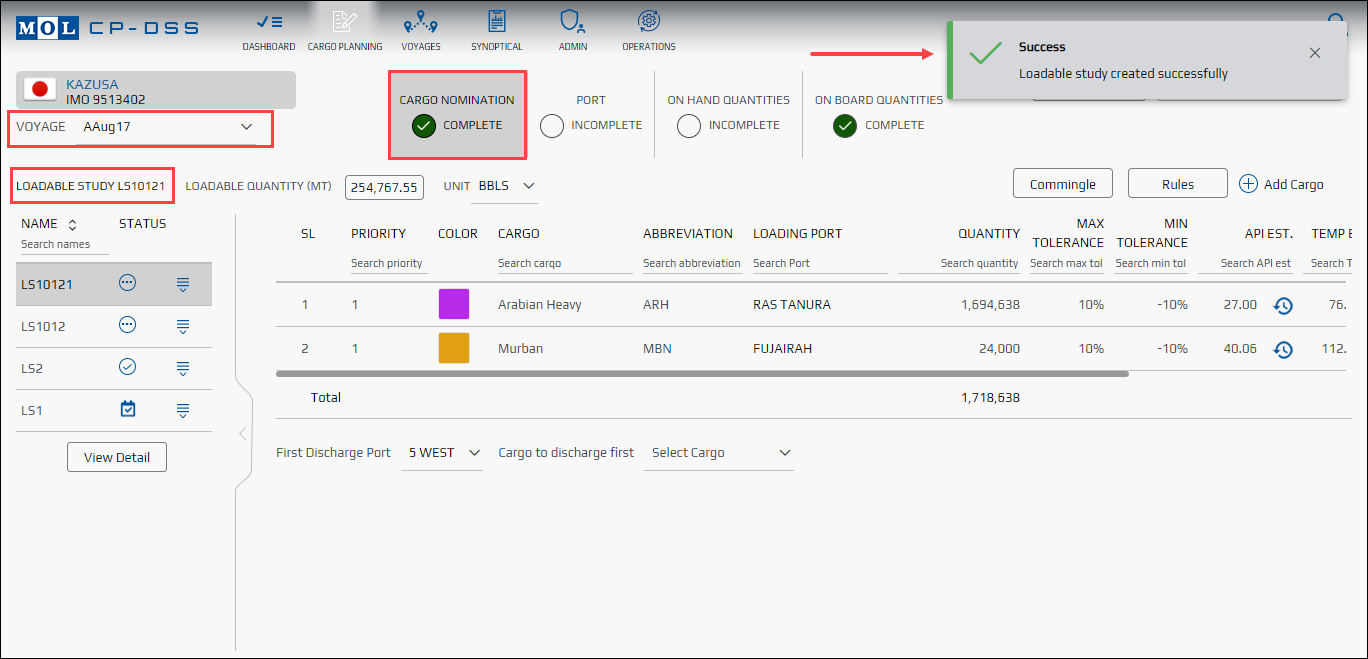 MOL CP-DSS
DASHBOARD
CARGO PLANNING
VOYAGES
SYNOPTICAL
ADMIN
OPERATIONS
Success
Loadable study created successfully
KAZUSA
IMO 9513402
VOYAGE AAug17
CARGO NOMINATION
COMPLETE
PORT
INCOMPLETE
ON HAND QUANTITIES
INCOMPLETE
ON BOARD QUANTITIES
COMPLETE
LOADABLE STUDY LS10121 LOADABLE QUANTITY (MT) 254,767.55 UNIT BBLS Commingle Rules Add Cargo
NAME STATUS
Search names
LS10121
LS1012
LS2
LS1
View Detail
SL PRIORITY COLOR CARGO ABBREVIATION LOADING PORT QUANTITY MAX TOLERANCE MIN TOLERANCE API EST. TEMP E
Search priority Search cargo Search abbreviation Search Port Search quantity Search max tol Search min tol Search API est Search T
1 1 Arabian Heavy ARH RAS TANURA 1,694,638 10% -10% 27.00 76.
2 1 Murban MBN FUJAIRAH 24,000 10% -10% 40.06 112.
Total 1,718,638
First Discharge Port 5 WEST Cargo to discharge first Select Cargo